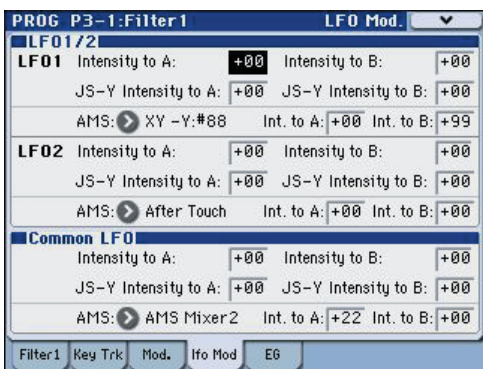 PROG P3-1:Filter1 LFO Mod.
LFO1/2
LFO1 Intensity to A: +00 Intensity to B: +00
JS-Y Intensity to A: +00 JS-Y Intensity to B: +00
AMS: XY -Y:#88 Int. to A: +00 Int. to B: +99
LFO2 Intensity to A: +00 Intensity to B: +00
JS-Y Intensity to A: +00 JS-Y Intensity to B: +00
AMS: After Touch Int. to A: +00 Int. to B: +00
Common LFO
Intensity to A: +00 Intensity to B: +00
JS-Y Intensity to A: +00 JS-Y Intensity to B: +00
AMS: AMS Mixer2 Int. to A: +22 Int. to B: +00
Filter1 Key Trk Mod. lfo Mod EG